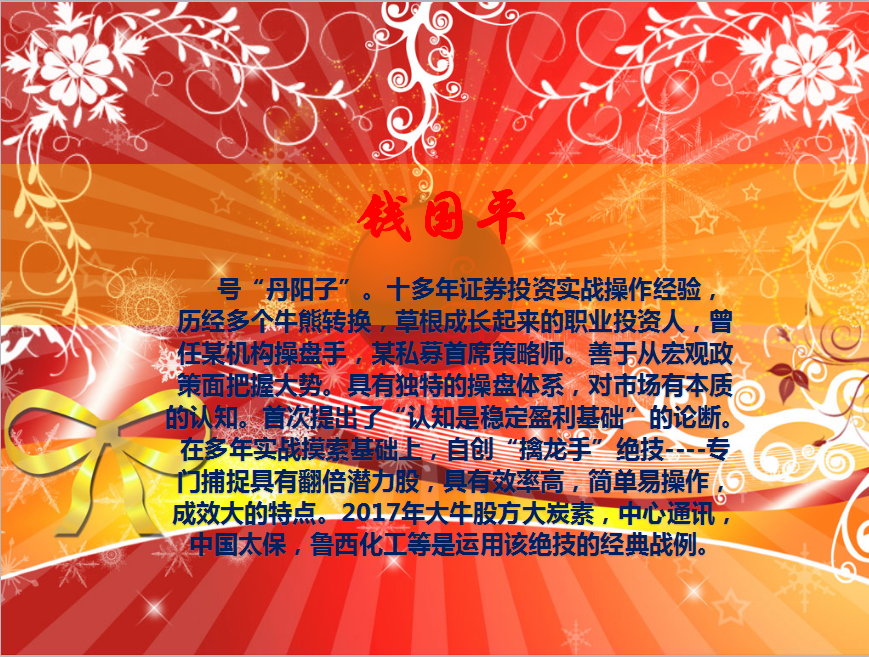 钱国平
号“丹阳子”。十多年证券投资实战操作经验，
历经多个牛熊转换，草根成长起来的职业投资人，曾
任某机构操盘手，某私募首席策略师。善于从宏观政
策面把握大势。具有独特的操盘体系，对市场有本质
的认知。首次提出了“认知是稳定盈利基础”的论断。
在多年实战摸索基础上，自创“擒龙手”绝技----专
门捕捉具有翻倍潜力股，具有效率高，简单易操作，
成效大的特点。2017年大牛股方大炭素，中心通讯，
中国太保，鲁西化工等是运用该绝技的经典战例。